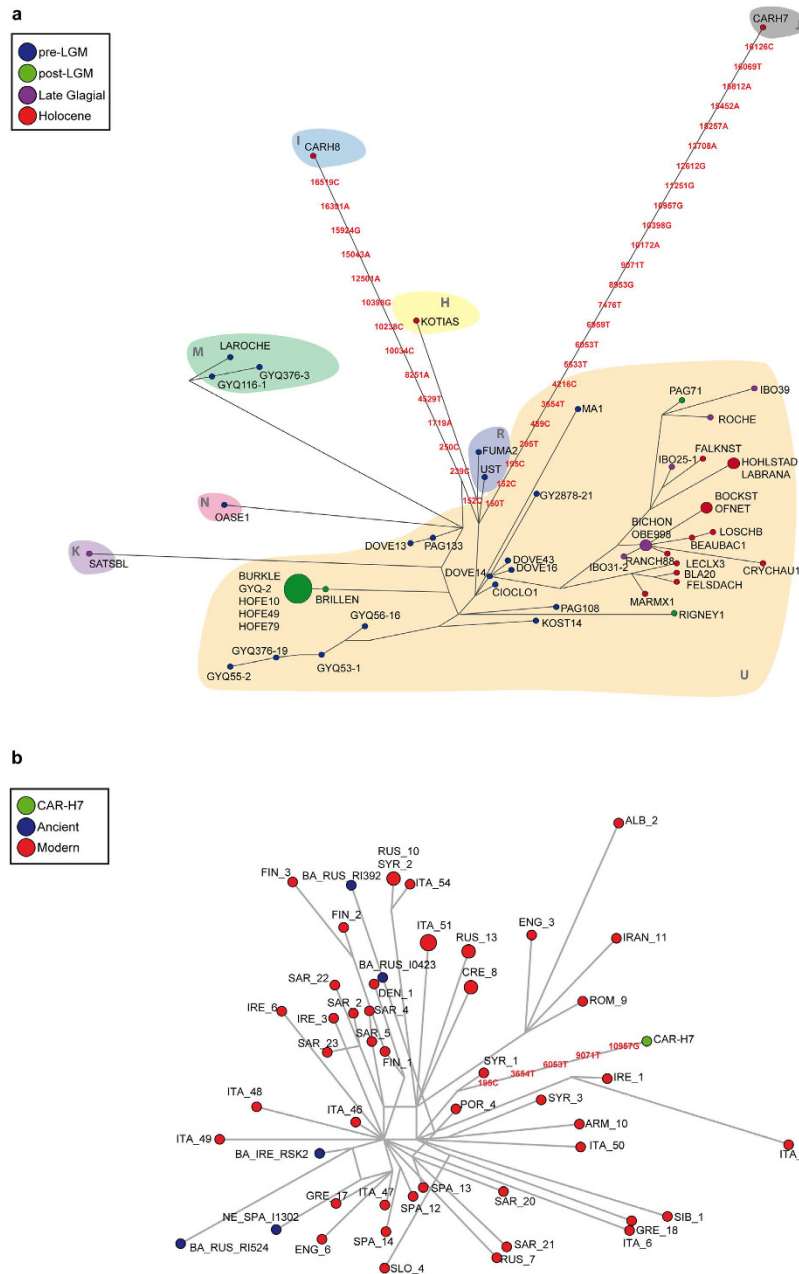 a
pre-LGM
post-LGM
Late Glagial
Holocene
CARH7
J
16126C
16069T
15812A
15452A
16257A
13708A
12612G
11251G
10957G
10398G
10172A
9071T
8953G
7476T
6959T
6053T
5633T
4216C
3654T
489C
295T
195C
152C
150T
I
CARH8
16519C
16391A
15924G
15043A
12501A
10398G
10238C
10034C
8251A
4529T
1719A
250C
239C
152C
H
KOTIAS
M
LAROCHE
GYQ376-3
GYQ116-1
R
FUMA2
UST
N
OASE1
K
SATSBL
MA1
PAG71
IBO39
ROCHE
FALKNST
IBO25-1
HOHLSTAD
LABRANA
GY2878-21
BOCKST
OFNET
BICHON
OBE998
LOSCHB
BEAUBAC1
DOVE13
PAG133
DOVE43
DOVE16
DOVE14
IBO31-2
RANCH88
LECLX3
CRYCHAU1
BLA20
FELSDACH
CIOCLO1
MARMX1
BURKLE
GYQ-2
HOFE10
HOFE49
HOFE79
BRILLEN
GYQ56-16
PAG108
RIGNEY1
KOST14
GYQ376-19
GYQ53-1
GYQ55-2
U
b
CAR-H7
Ancient
Modern
ALB_2
RUS_10
SYR_2
FIN_3
BA_RUS_RI392
ITA_54
FIN_2
ITA_51
ENG_3
RUS_13
IRAN_11
BA_RUS_I0423
SAR_22
DEN_1
CRE_8
IRE_6
SAR_2
SAR_4
ROM_9
IRE_3
SAR_5
SAR_23
FIN_1
CAR-H7
10957G
9071T
6053T
3654T
195C
SYR_1
IRE_1
ITA_48
ITA_46
POR_4
SYR_3
ARM_10
ITA_49
ITA_50
ITA_
BA_IRE_RSK2
SPA_13
GRE_17
ITA_47
SPA_12
SAR_20
SIB_1
NE_SPA_I1302
GRE_18
ITA_6
BA_RUS_RI524
ENG_6
SPA_14
SAR_21
RUS_7
SLO_4